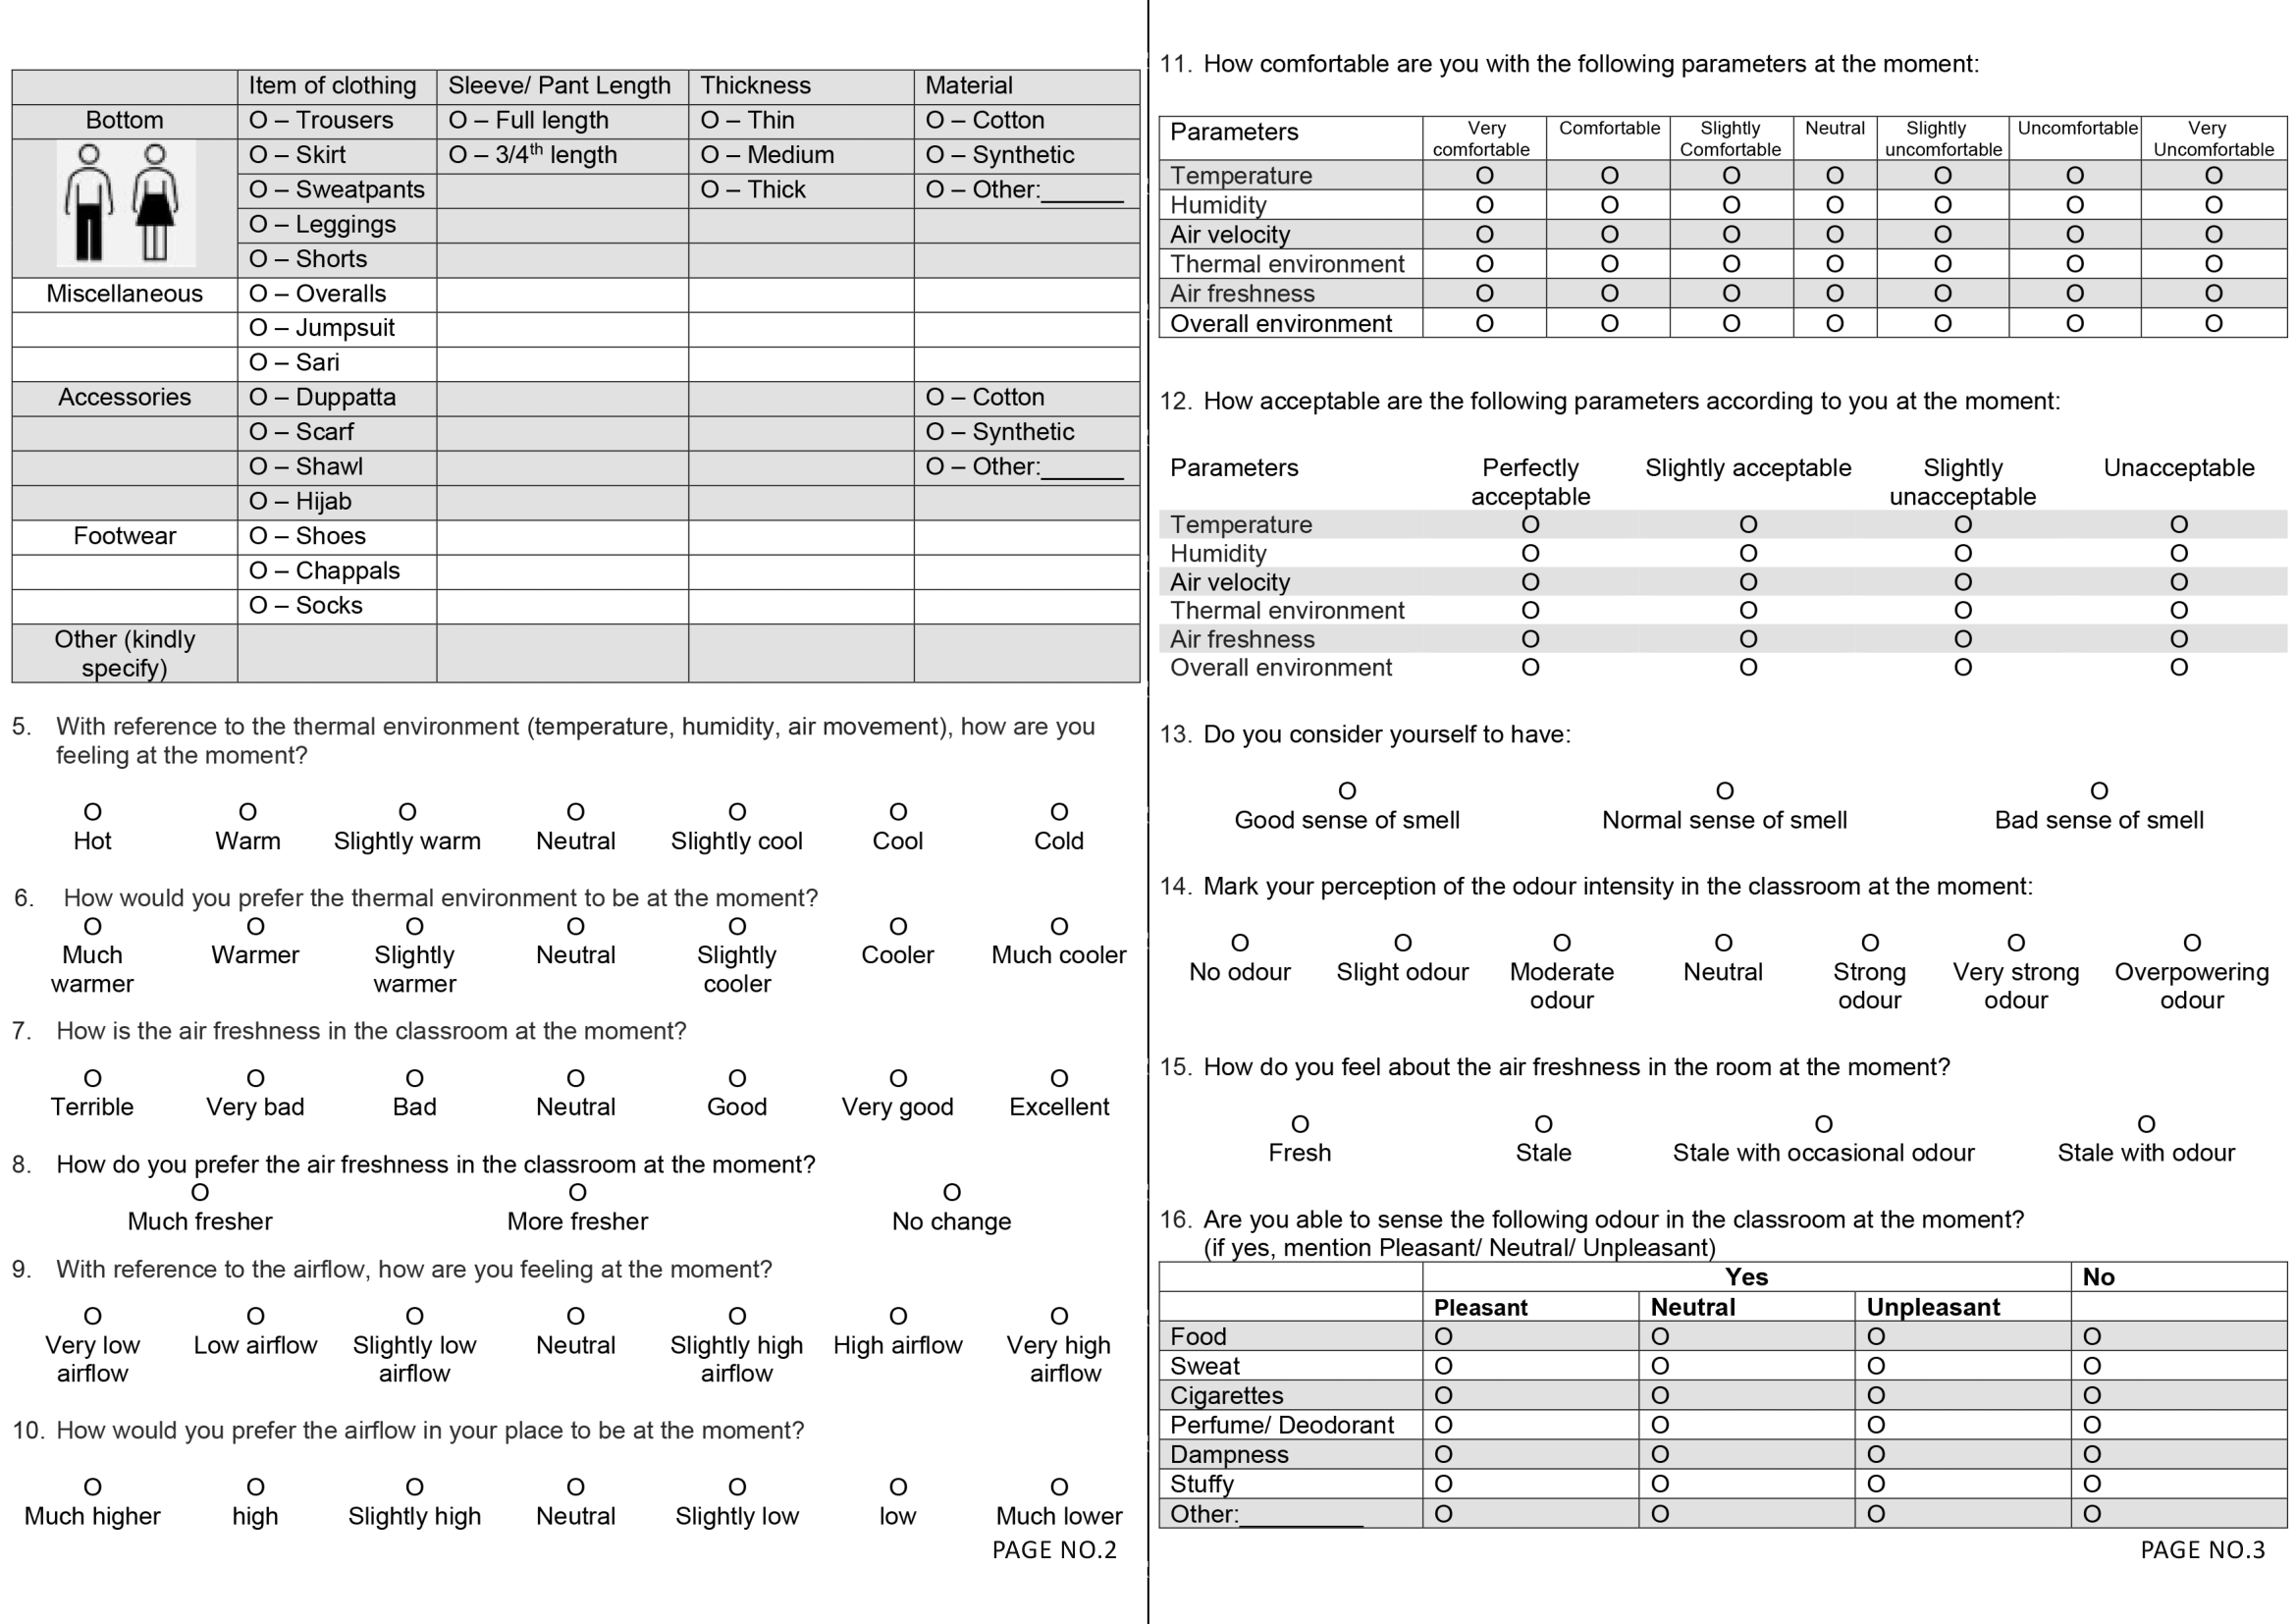 Item of clothing Sleeve/ Pant Length Thickness Material
Bottom O – Trousers O – Full length O – Thin O – Cotton
O – Skirt O – 3/4th length O – Medium O – Synthetic
O – Sweatpants O – Thick O – Other:______
O – Leggings
O – Shorts
Miscellaneous O – Overalls
O – Jumpsuit
O – Sari
Accessories O – Duppatta O – Cotton
O – Scarf O – Synthetic
O – Shawl O – Other:______
O – Hijab
Footwear O – Shoes
O – Chappals
O – Socks
Other (kindly
specify)
5. With reference to the thermal environment (temperature, humidity, air movement), how are you
feeling at the moment?
O O O O O O O
Hot Warm Slightly warm Neutral Slightly cool Cool Cold
6. How would you prefer the thermal environment to be at the moment?
O O O O O O O
Much Warmer Slightly Neutral Slightly Cooler Much cooler
warmer warmer cooler
7. How is the air freshness in the classroom at the moment?
O O O O O O O
Terrible Very bad Bad Neutral Good Very good Excellent
8. How do you prefer the air freshness in the classroom at the moment?
O O O
Much fresher More fresher No change
9. With reference to the airflow, how are you feeling at the moment?
O O O O O O O
Very low Low airflow Slightly low Neutral Slightly high High airflow Very high
airflow airflow airflow airflow
10. How would you prefer the airflow in your place to be at the moment?
O O O O O O O
Much higher high Slightly high Neutral Slightly low low Much lower
PAGE NO.2
11. How comfortable are you with the following parameters at the moment:
Parameters Very Comfortable Slightly Neutral Slightly Uncomfortable Very
comfortable Comfortable uncomfortable Uncomfortable
Temperature O O O O O O O
Humidity O O O O O O O
Air velocity O O O O O O O
Thermal environment O O O O O O O
Air freshness O O O O O O O
Overall environment O O O O O O O
12. How acceptable are the following parameters according to you at the moment:
Parameters Perfectly Slightly acceptable Slightly Unacceptable
acceptable unacceptable
Temperature O O O O
Humidity O O O O
Air velocity O O O O
Thermal environment O O O O
Air freshness O O O O
Overall environment O O O O
13. Do you consider yourself to have:
O O O
Good sense of smell Normal sense of smell Bad sense of smell
14. Mark your perception of the odour intensity in the classroom at the moment:
O O O O O O O
No odour Slight odour Moderate Neutral Strong Very strong Overpowering
odour odour odour odour
15. How do you feel about the air freshness in the room at the moment?
O O O O
Fresh Stale Stale with occasional odour Stale with odour
16. Are you able to sense the following odour in the classroom at the moment?
(if yes, mention Pleasant/ Neutral/ Unpleasant)
Yes No
Pleasant Neutral Unpleasant
Food O O O O
Sweat O O O O
Cigarettes O O O O
Perfume/ Deodorant O O O O
Dampness O O O O
Stuffy O O O O
Other:_________ O O O O
PAGE NO.3